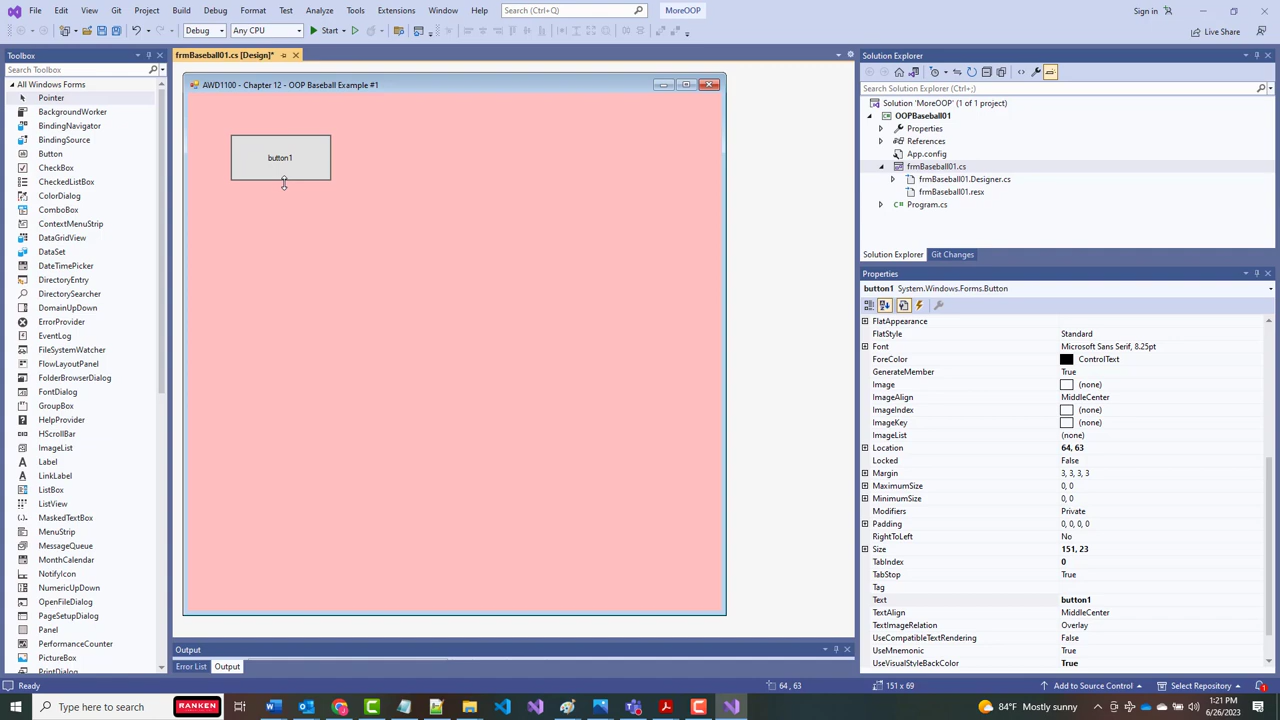 File
Edit
View
Git
Project
Build
Debug
Format
Test
Analyze
Tools
Extensions
Window
Help
Search (Ctrl+;)
MoreOOP
Sign in
Debug
Any CPU
Start
Live Share
Toolbox
Search Toolbox
All Windows Forms
Pointer
BackgroundWorker
BindingNavigator
BindingSource
Button
CheckBox
CheckedListBox
ColorDialog
ComboBox
ContextMenuStrip
DataGridView
DataSet
DateTimePicker
DirectoryEntry
DirectorySearcher
DomainUpDown
ErrorProvider
EventLog
FileSystemWatcher
FlowLayoutPanel
FolderBrowserDialog
FontDialog
GroupBox
HelpProvider
HScrollBar
ImageList
Label
LinkLabel
ListBox
ListView
MaskedTextBox
MenuStrip
MessageQueue
MonthCalendar
NotifyIcon
NumericUpDown
OpenFileDialog
PageSetupDialog
Panel
PerformanceCounter
PictureBox
PrintDialog
frmBaseball01.cs [Design]*
AWD1100 - Chapter 12 - OOP Baseball Example #1
button1
Output
Error List
Output
Solution Explorer
Search Solution Explorer (Ctrl+;)
Solution 'MoreOOP' (1 of 1 project)
OOPBaseball01
Properties
References
App.config
frmBaseball01.cs
frmBaseball01.Designer.cs
frmBaseball01.resx
Program.cs
Solution Explorer
Git Changes
Properties
button1 System.Windows.Forms.Button
FlatAppearance
FlatStyle Standard
Font Microsoft Sans Serif, 8.25pt
ForeColor ControlText
GenerateMember True
Image (none)
ImageAlign MiddleCenter
ImageIndex (none)
ImageKey (none)
ImageList (none)
Location 64, 63
Locked False
Margin 3, 3, 3, 3
MaximumSize 0, 0
MinimumSize 0, 0
Modifiers Private
Padding 0, 0, 0, 0
RightToLeft No
Size 151, 23
TabIndex 0
TabStop True
Tag
Text button1
TextAlign MiddleCenter
TextImageRelation Overlay
UseCompatibleTextRendering False
UseMnemonic True
UseVisualStyleBackColor True
Ready
64 , 63
151 x 69
Add to Source Control
Select Repository
Type here to search
RANKEN
84°F Mostly sunny
1:21 PM
6/26/2023